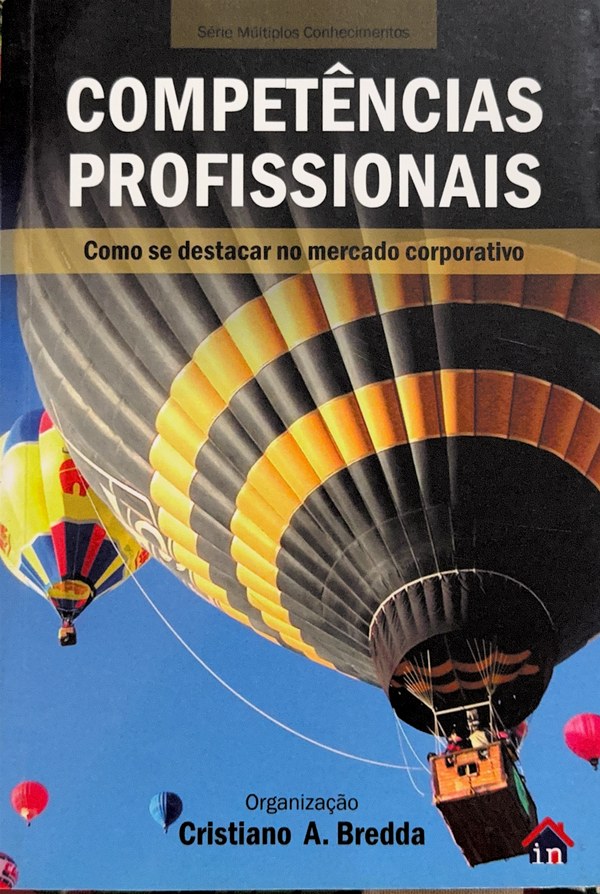 Série Múltiplos Conhecimentos
COMPETÊNCIAS
PROFISSIONAIS
Como se destacar no mercado corporativo
Organização
Cristiano A. Bredda
in